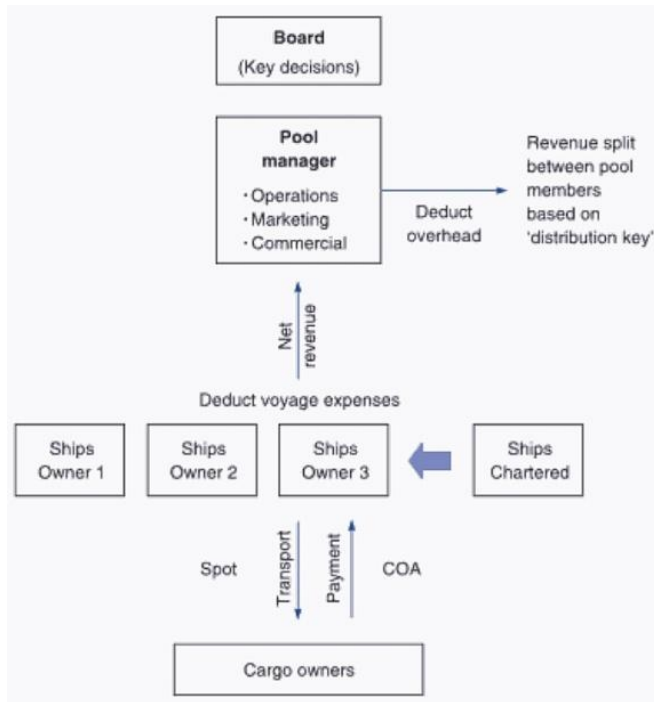 Board
(Key decisions)
Pool
manager
· Operations
· Marketing
· Commercial
Deduct
overhead
Revenue split
between pool
members
based on
‘distribution key’
Net
revenue
Deduct voyage expenses
Ships
Owner 1
Ships
Owner 2
Ships
Owner 3
Ships
Chartered
Spot
Transport
Payment
COA
Cargo owners